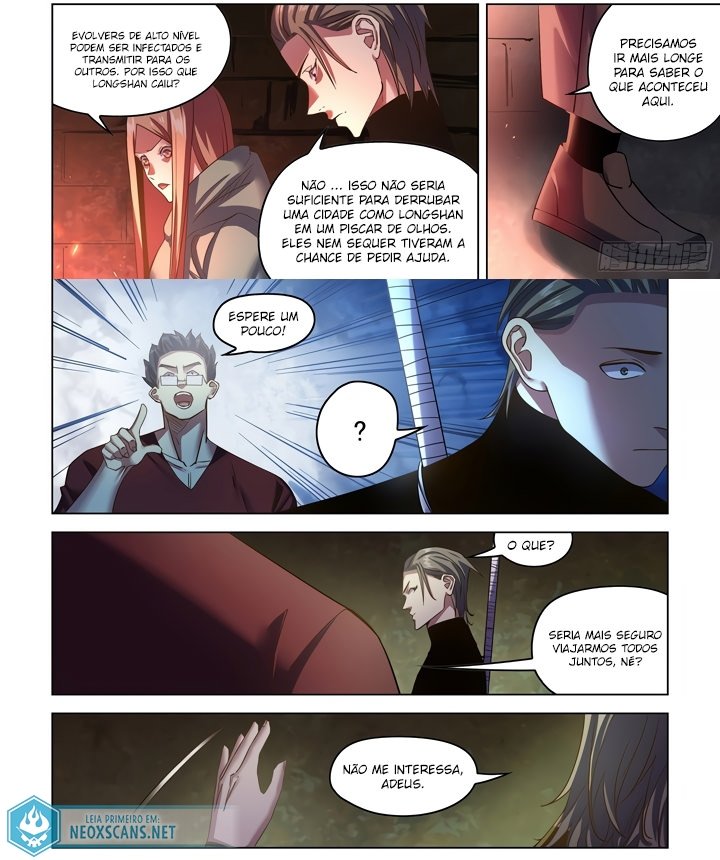 EVOLVERS DE ALTO NÍVEL
PODEM SER INFECTADOS E
TRANSMITIR PARA OS
OUTROS. POR ISSO QUE
LONGSHAN CAIU?
NÃO ... ISSO NÃO SERIA
SUFICIENTE PARA DERRUBAR
UMA CIDADE COMO LONGSHAN
EM UM PISCAR DE OLHOS.
ELES NEM SEQUER TIVERAM A
CHANCE DE PEDIR AJUDA.
PRECISAMOS
IR MAIS LONGE
PARA SABER O
QUE ACONTECEU
AQUI.
ESPERE UM
POUCO!
?
O QUE?
SERIA MAIS SEGURO
VIAJARMOS TODOS
JUNTOS, NÉ?
NÃO ME INTERESSA,
ADEUS.
LEIA PRIMEIRO EM:
NEOXSCANS.NET